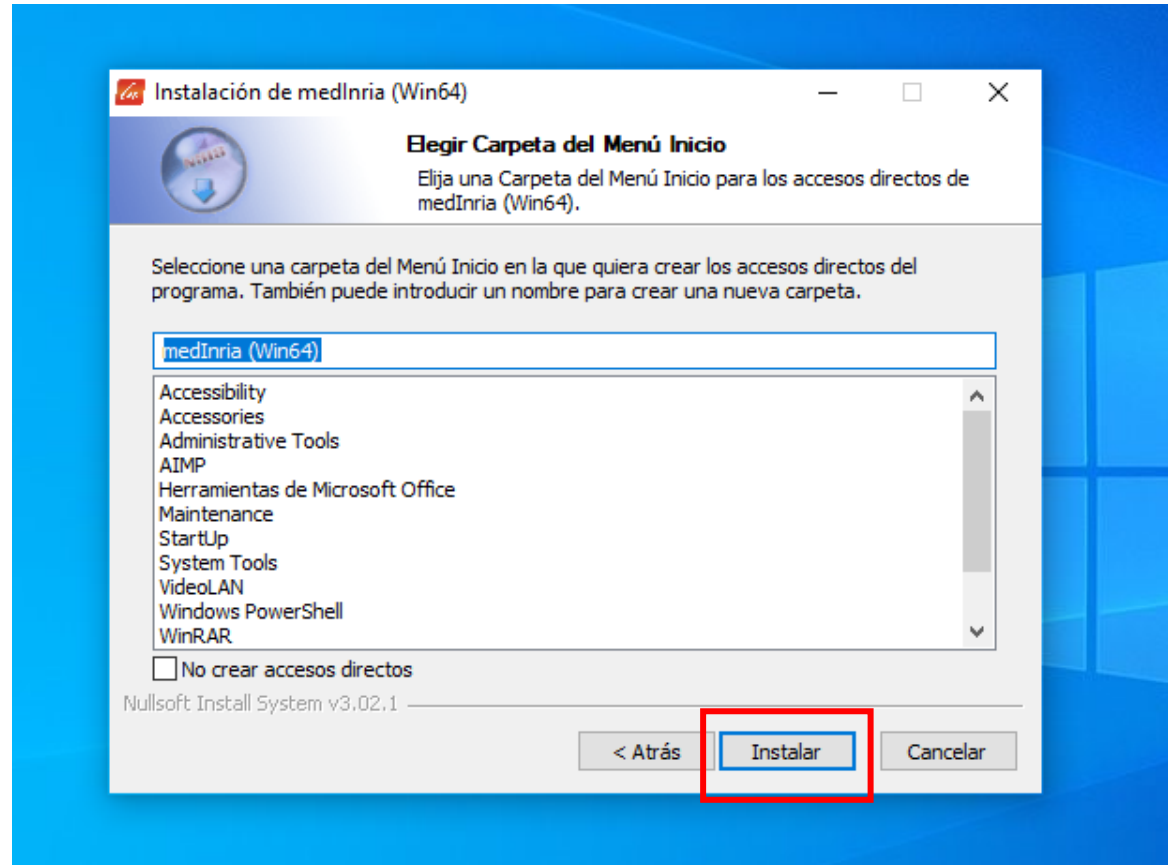 Instalación de medInria (Win64)
Elegir Carpeta del Menú Inicio
Elija una Carpeta del Menú Inicio para los accesos directos de
medInria (Win64).
Seleccione una carpeta del Menú Inicio en la que quiera crear los accesos directos del
programa. También puede introducir un nombre para crear una nueva carpeta.
medInria (Win64)
Accessibility
Accessories
Administrative Tools
AIMP
Herramientas de Microsoft Office
Maintenance
StartUp
System Tools
VideoLAN
Windows PowerShell
WinRAR
No crear accesos directos
Nullsoft Install System v3.02.1
< Atrás
Instalar
Cancelar